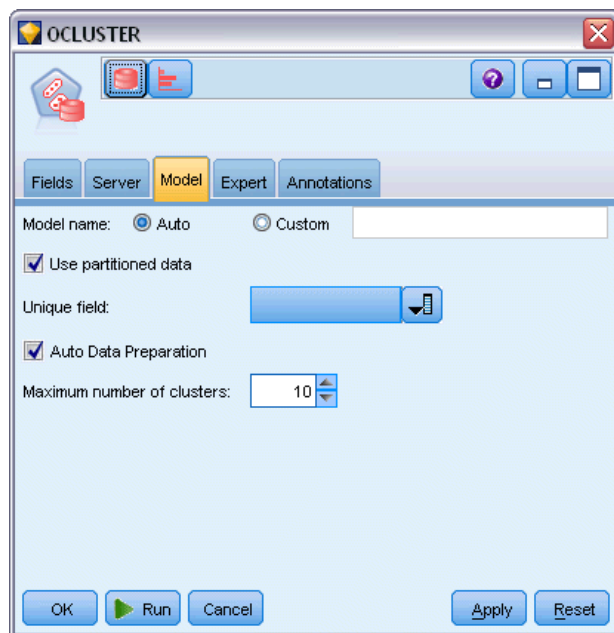 OCLUSTER
Fields Server Model Expert Annotations
Model name: Auto Custom
Use partitioned data
Unique field:
Auto Data Preparation
Maximum number of clusters: 10
OK Run Cancel Apply Reset